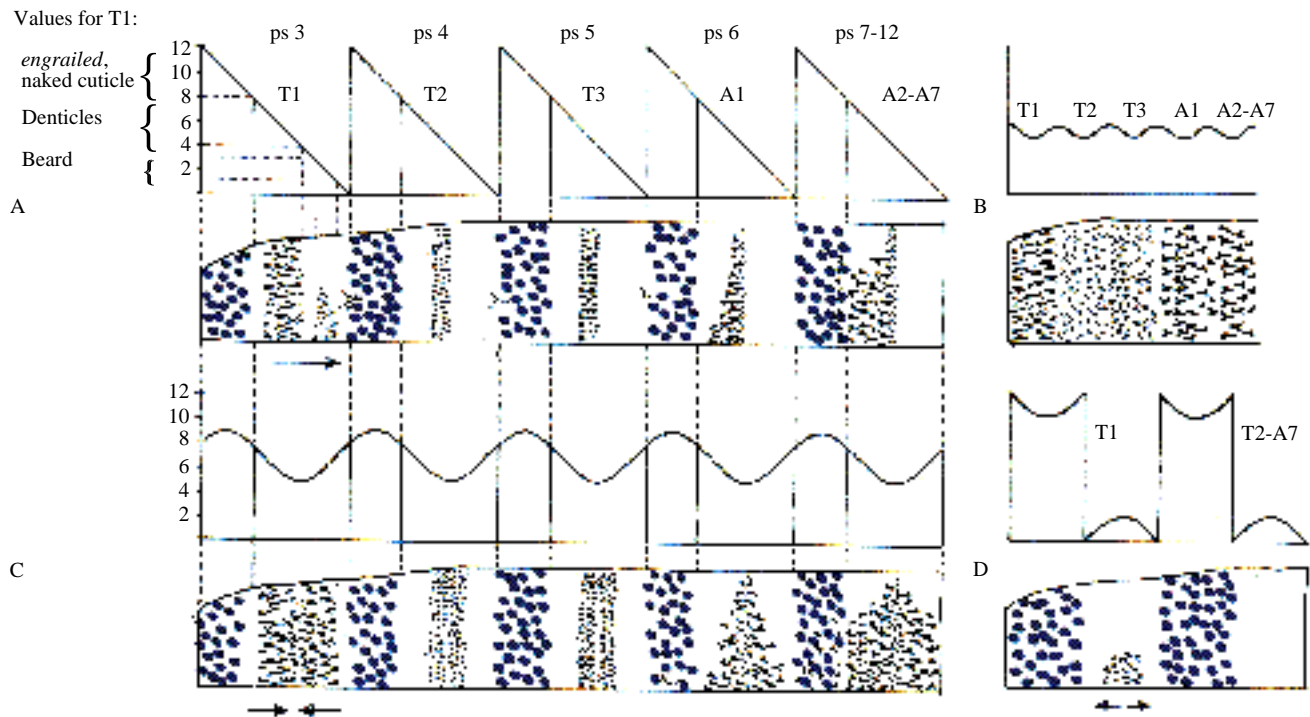 Values for T1:
ps 3 ps 4 ps 5 ps 6 ps 7-12
engrailed,
naked cuticle
Denticles
Beard
12
10
8
6
4
2
T1 T2 T3 A1 A2-A7
T1 T2 T3 A1 A2-A7
A
B
12
10
8
6
4
2
T1 T2-A7
C
D